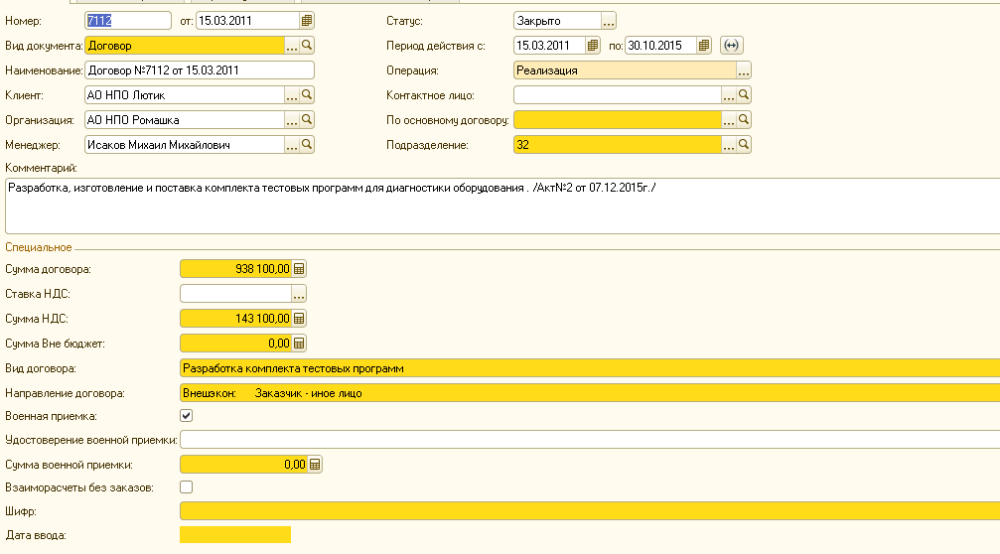 Номер: 7112 от: 15.03.2011 Статус: Закрыто ...
Вид документа: Договор ... Период действия с: 15.03.2011 по: 30.10.2015
Наименование: Договор №7112 от 15.03.2011 Операция: Реализация ...
Клиент: АО НПО Лютик ... Контактное лицо: ...
Организация: АО НПО Ромашка ... По основному договору: ...
Менеджер: Исаков Михаил Михайлович ... Подразделение: 32 ...
Комментарий:
Разработка, изготовление и поставка комплекта тестовых программ для диагностики оборудования . /Акт№2 от 07.12.2015г./
Специальное
Сумма договора: 938 100,00
Ставка НДС: ...
Сумма НДС: 143 100,00
Сумма Вне бюджет: 0,00
Вид договора: Разработка комплекта тестовых программ
Направление договора: Внешэкон: Заказчик - иное лицо
Военная приемка:
Удостоверение военной приемки:
Сумма военной приемки: 0,00
Взаиморасчеты без заказов:
Шифр:
Дата ввода: